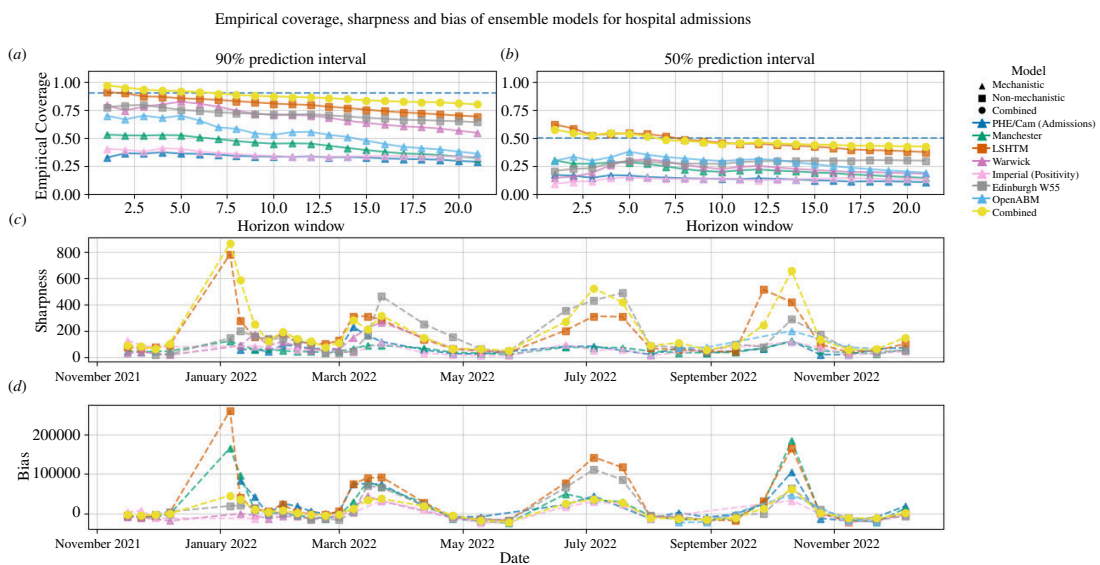 Empirical coverage, sharpness and bias of ensemble models for hospital admissions
(a)
90% prediction interval
(b)
50% prediction interval
Empirical Coverage
1.00
0.75
0.50
0.25
0.00
1.00
0.75
0.50
0.25
0.00
2.5 5.0 7.5 10.0 12.5 15.0 17.5 20.0
2.5 5.0 7.5 10.0 12.5 15.0 17.5 20.0
Horizon window
Horizon window
Model
Mechanistic
Non-mechanistic
Combined
PHE/Cam (Admissions)
Manchester
LSHTM
Warwick
Imperial (Positivity)
Edinburgh W55
OpenABM
Combined
(c)
Sharpness
800
600
400
200
0
November 2021 January 2022 March 2022 May 2022 July 2022 September 2022 November 2022
(d)
Bias
200000
100000
0
November 2021 January 2022 March 2022 May 2022 July 2022 September 2022 November 2022
Date